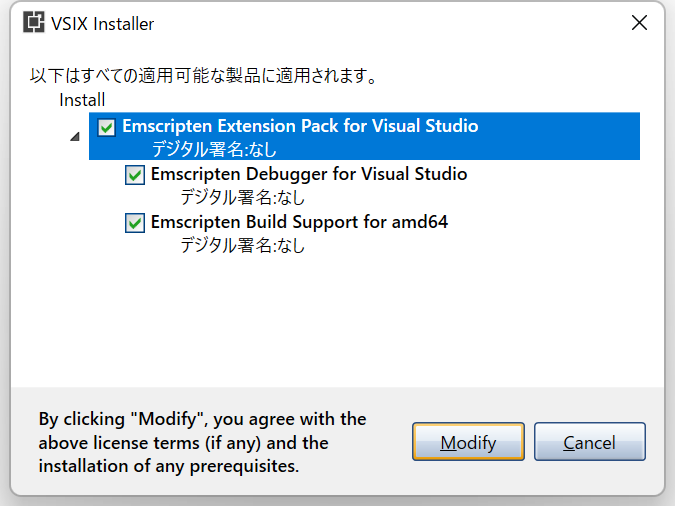 VSIX Installer
以下はすべての適用可能な製品に適用されます。
Install
Emscripten Extension Pack for Visual Studio
デジタル署名:なし
Emscripten Debugger for Visual Studio
デジタル署名:なし
Emscripten Build Support for amd64
デジタル署名:なし
By clicking "Modify", you agree with the
above license terms (if any) and the
installation of any prerequisites.
Modify
Cancel